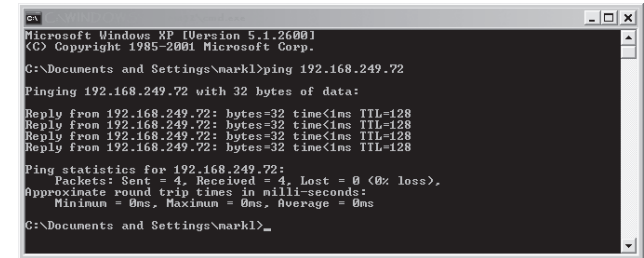 Microsoft Windows XP [Version 5.1.2600]
(C) Copyright 1985-2001 Microsoft Corp.
C:\Documents and Settings\markl>ping 192.168.249.72
Pinging 192.168.249.72 with 32 bytes of data:
Reply from 192.168.249.72: bytes=32 time<1ms TTL=128
Reply from 192.168.249.72: bytes=32 time<1ms TTL=128
Reply from 192.168.249.72: bytes=32 time<1ms TTL=128
Reply from 192.168.249.72: bytes=32 time<1ms TTL=128
Ping statistics for 192.168.249.72:
Packets: Sent = 4, Received = 4, Lost = 0 (0% loss),
Approximate round trip times in milli-seconds:
Minimum = 0ms, Maximum = 0ms, Average = 0ms
C:\Documents and Settings\markl>_